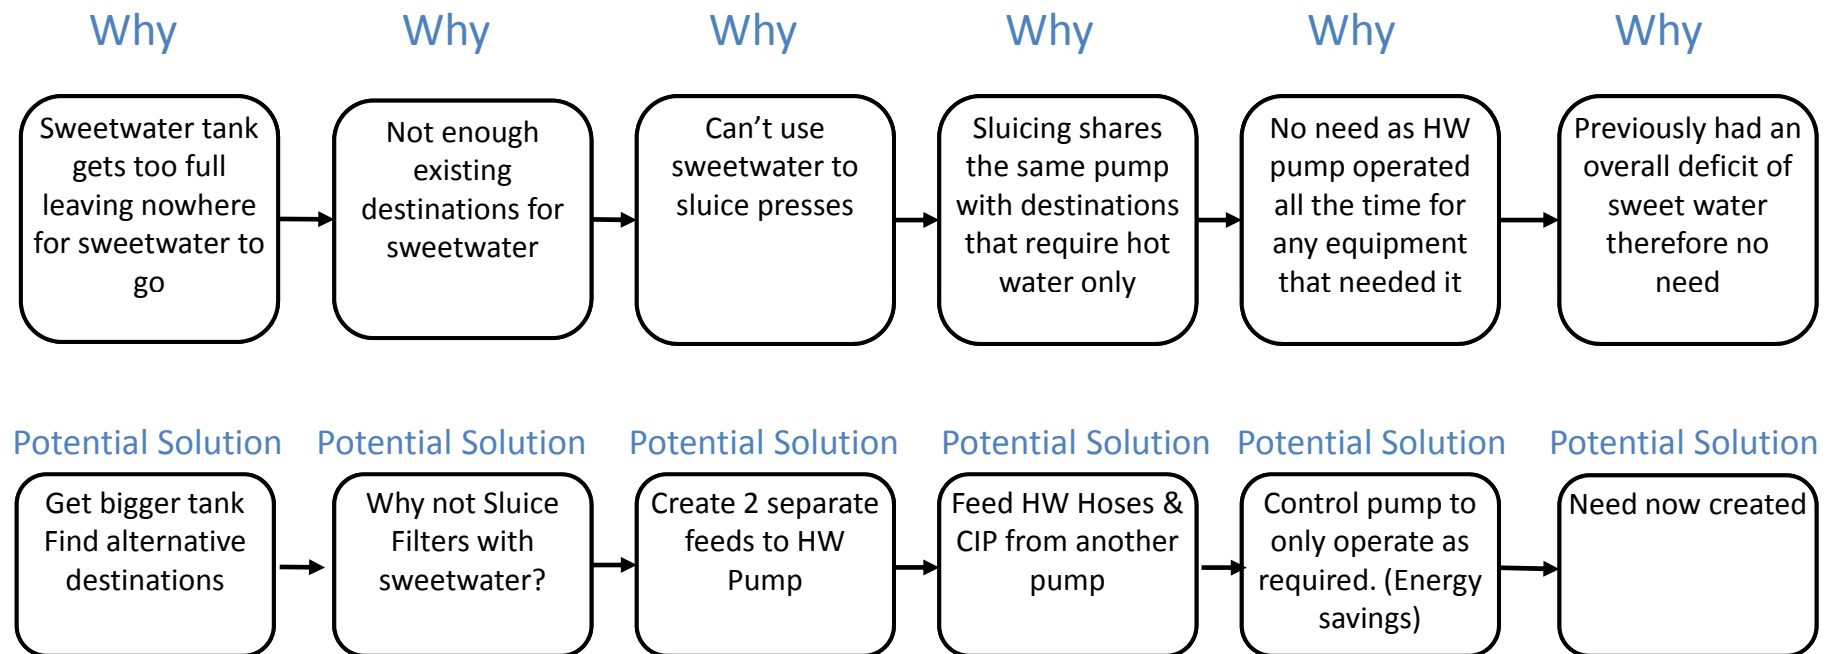 Why Why Why Why Why Why
Sweetwater tank
gets too full
leaving nowhere
for sweetwater to
go
Not enough
existing
destinations for
sweetwater
Can’t use
sweetwater to
sluice presses
Sluicing shares
the same pump
with destinations
that require hot
water only
No need as HW
pump operated
all the time for
any equipment
that needed it
Previously had an
overall deficit of
sweet water
therefore no
need
Potential Solution Potential Solution Potential Solution Potential Solution Potential Solution Potential Solution
Get bigger tank
Find alternative
destinations
Why not Sluice
Filters with
sweetwater?
Create 2 separate
feeds to HW
Pump
Feed HW Hoses &
CIP from another
pump
Control pump to
only operate as
required. (Energy
savings)
Need now created